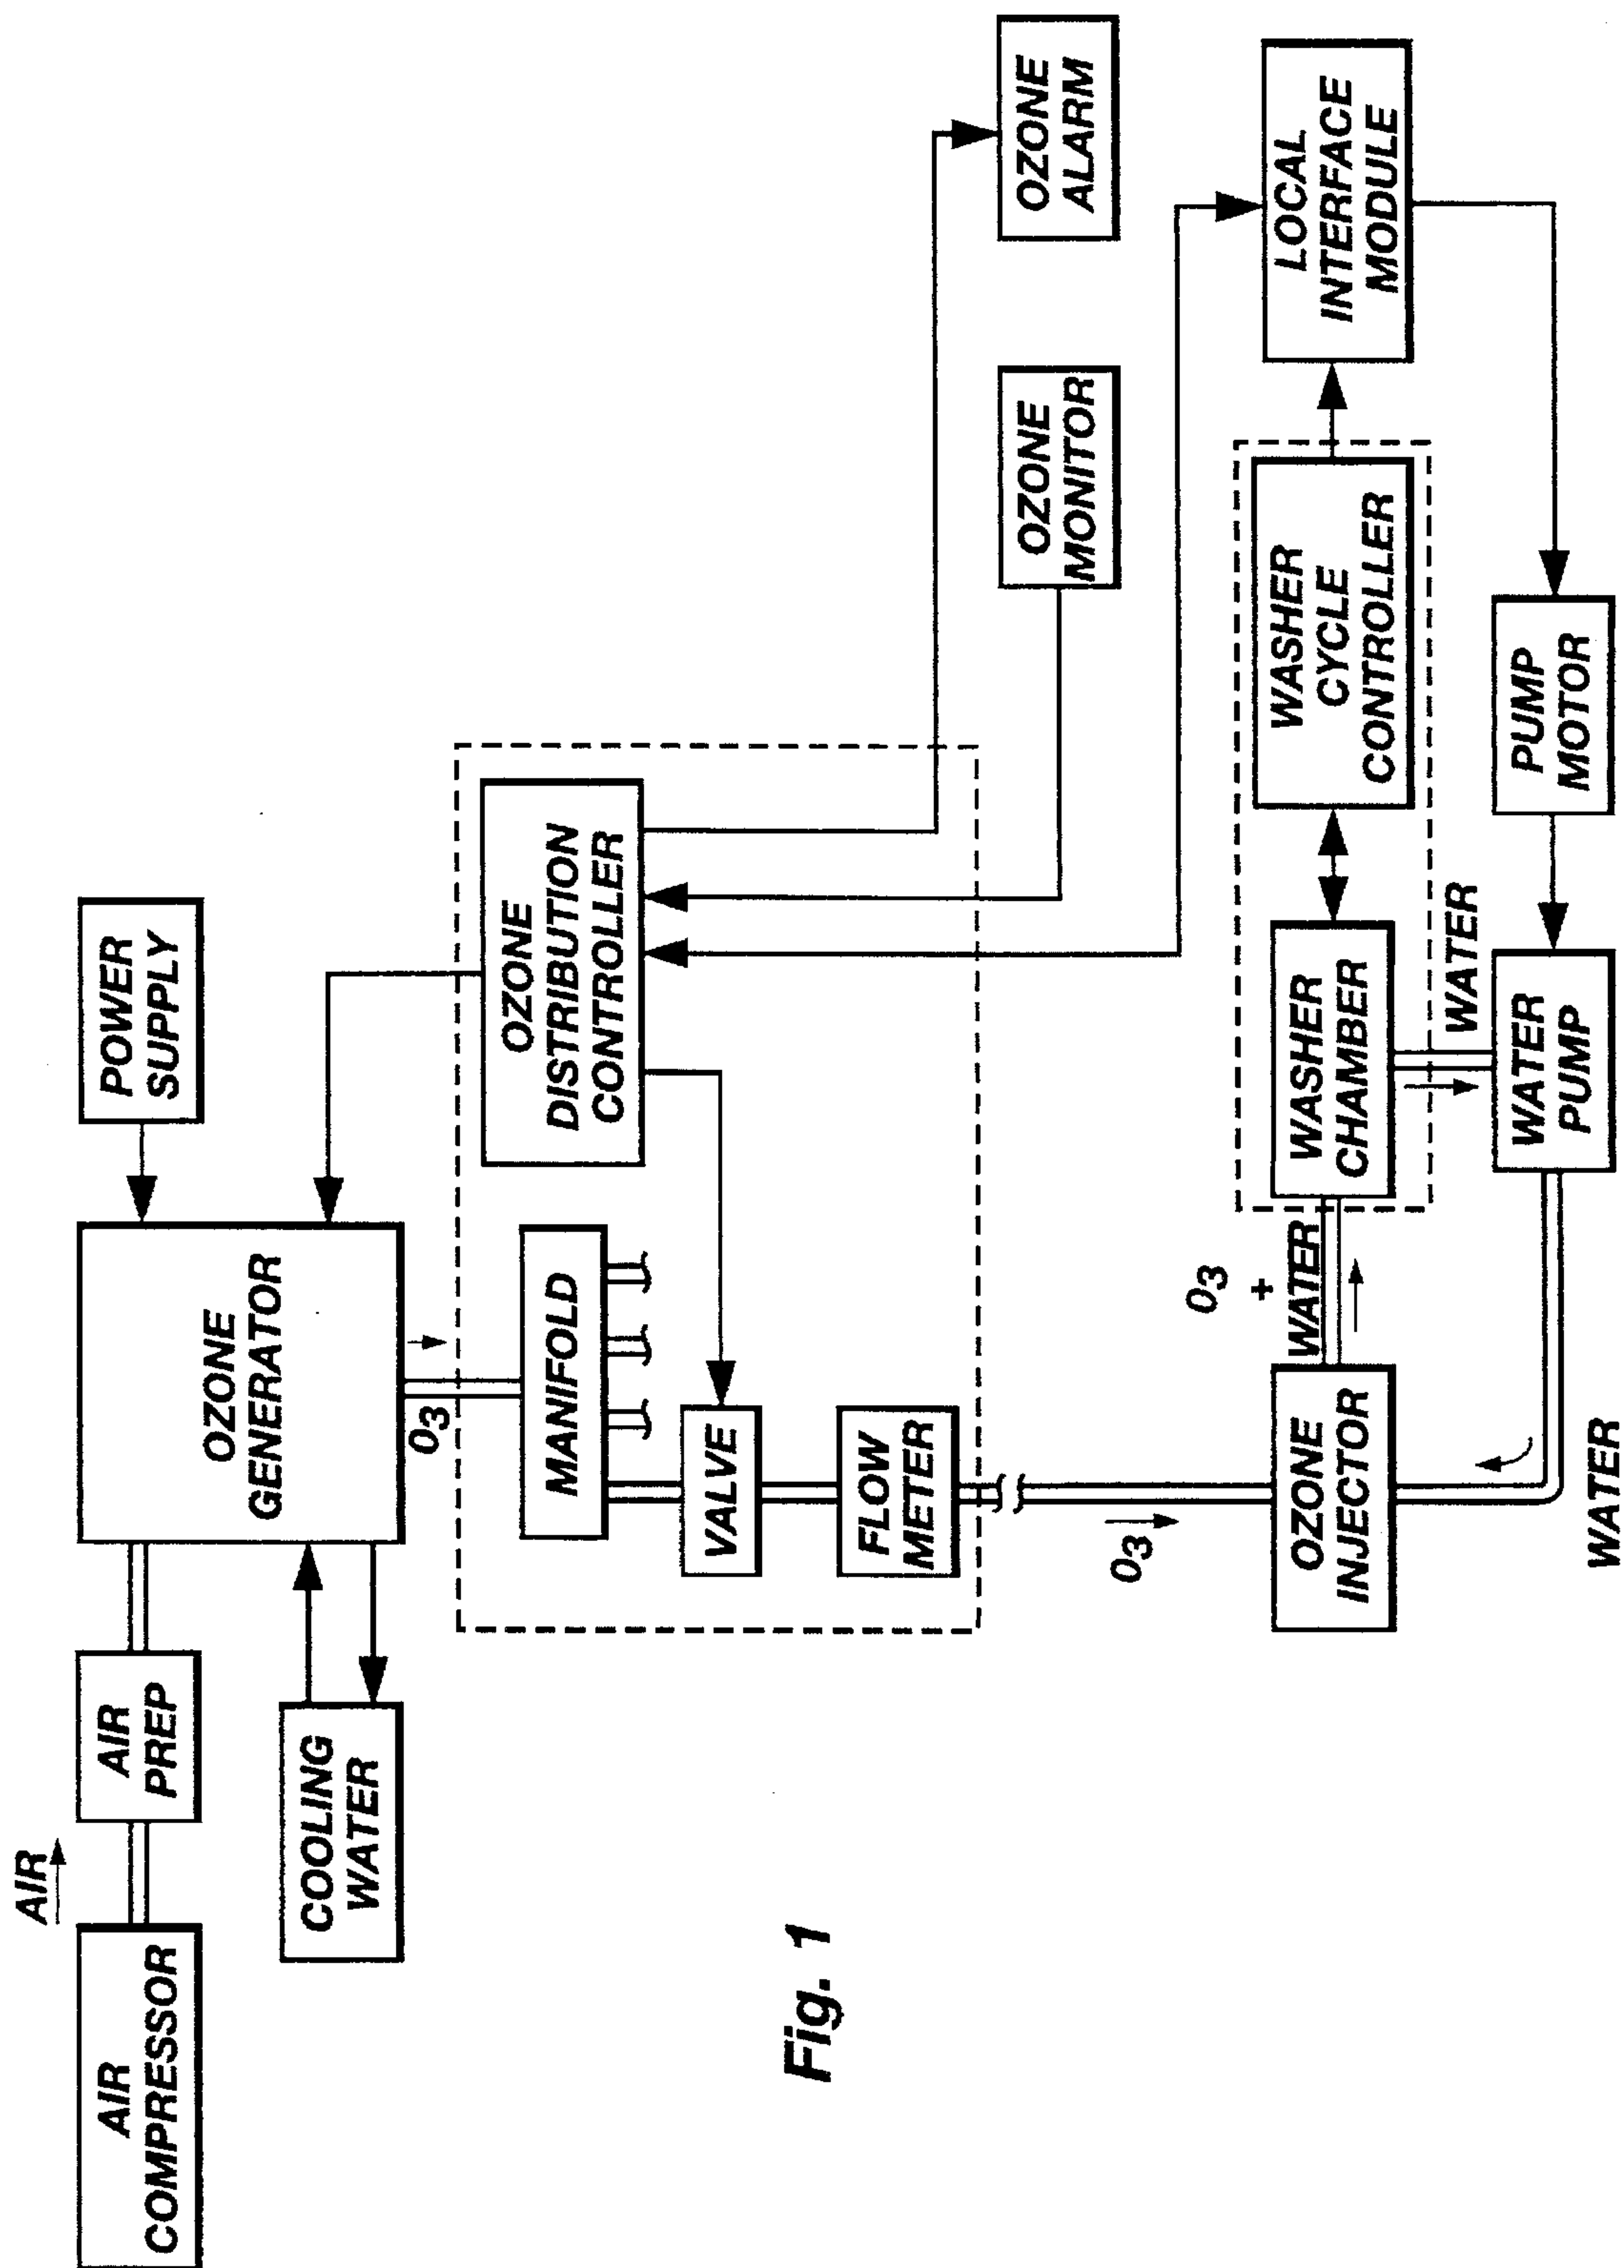 AIR
AIR
COMPRESSOR
AIR
PREP
COOLING
WATER
OZONE
GENERATOR
POWER
SUPPLY
O3
MANIFOLD
OZONE
DISTRIBUTION
CONTROLLER
VALVE
FLOW
METER
OZONE
MONITOR
OZONE
ALARM
O3
OZONE
INJECTOR
O3
+
WATER
WASHER
CHAMBER
WASHER
CYCLE
CONTROLLER
LOCAL
INTERFACE
MODULE
WATER
WATER
PUMP
PUMP
MOTOR
WATER
Fig. 1